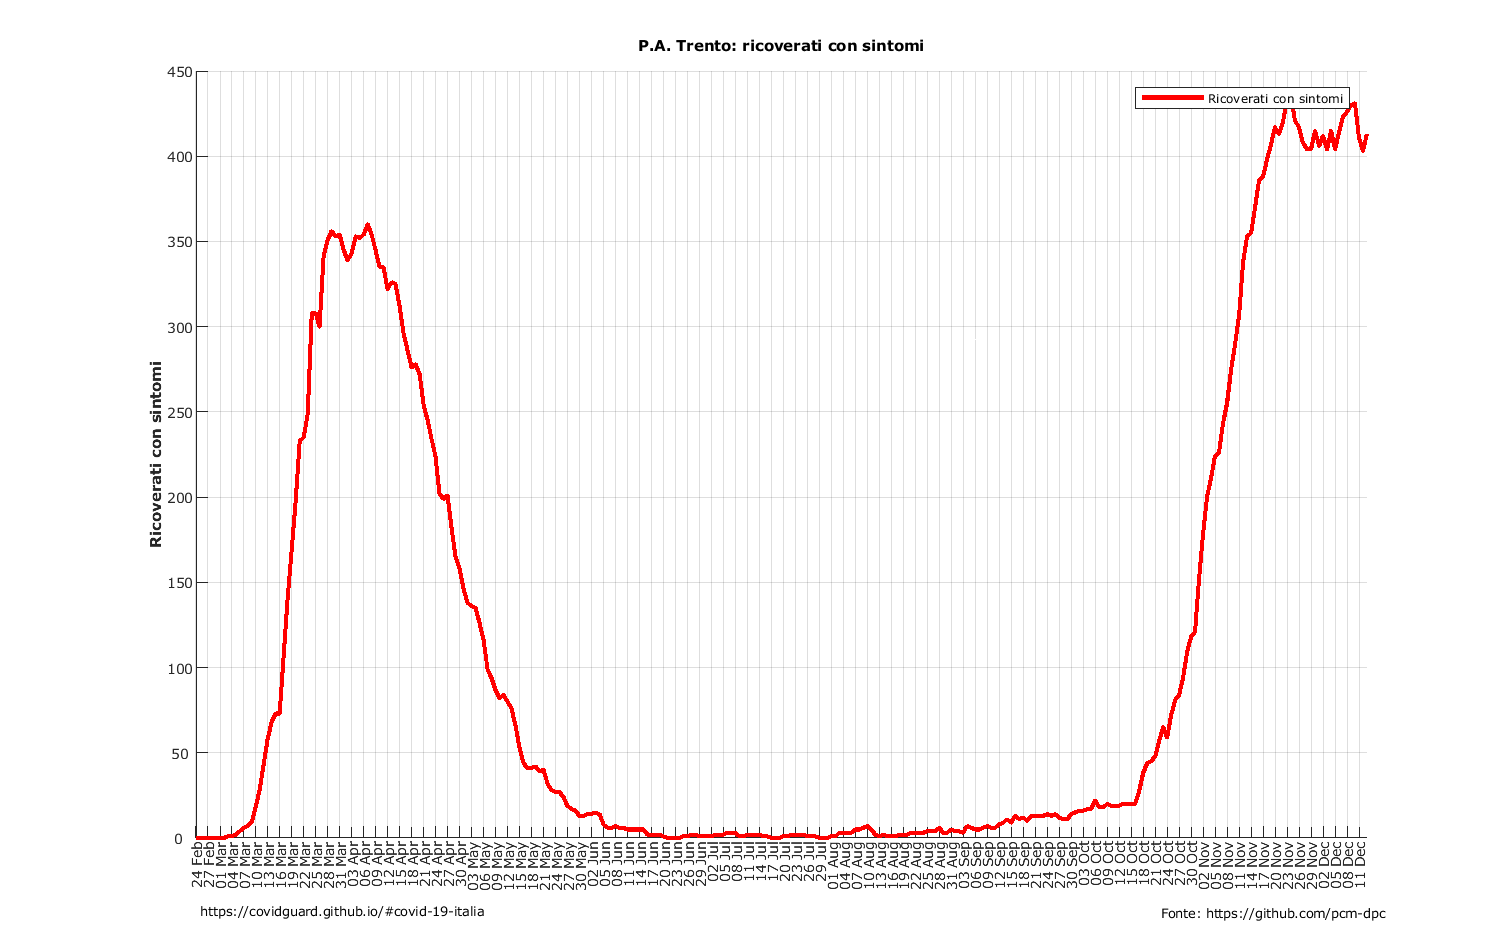 P.A. Trento: ricoverati con sintomi
Ricoverati con sintomi
Ricoverati con sintomi
450
400
350
300
250
200
150
100
50
0
24 Feb
27 Feb
01 Mar
04 Mar
07 Mar
10 Mar
13 Mar
16 Mar
19 Mar
22 Mar
25 Mar
28 Mar
31 Mar
03 Apr
06 Apr
09 Apr
12 Apr
15 Apr
18 Apr
21 Apr
24 Apr
27 Apr
30 Apr
03 May
06 May
09 May
12 May
15 May
18 May
21 May
24 May
27 May
30 May
02 Jun
05 Jun
08 Jun
11 Jun
14 Jun
17 Jun
20 Jun
23 Jun
26 Jun
29 Jun
02 Jul
05 Jul
08 Jul
11 Jul
14 Jul
17 Jul
20 Jul
23 Jul
26 Jul
29 Jul
01 Aug
04 Aug
07 Aug
10 Aug
13 Aug
16 Aug
19 Aug
22 Aug
25 Aug
28 Aug
31 Aug
03 Sep
06 Sep
09 Sep
12 Sep
15 Sep
18 Sep
21 Sep
24 Sep
27 Sep
30 Sep
03 Oct
06 Oct
09 Oct
12 Oct
15 Oct
18 Oct
21 Oct
24 Oct
27 Oct
30 Oct
02 Nov
05 Nov
08 Nov
11 Nov
14 Nov
17 Nov
20 Nov
23 Nov
26 Nov
29 Nov
02 Dec
05 Dec
08 Dec
11 Dec
https://covidguard.github.io/#covid-19-italia
Fonte: https://github.com/pcm-dpc